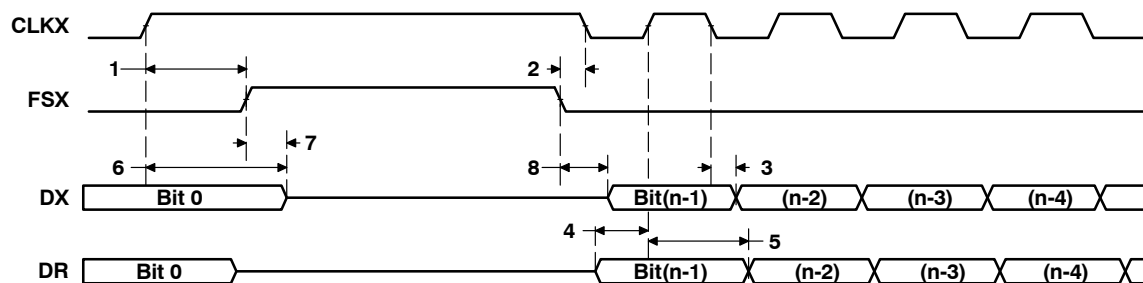 CLKX
1 2
FSX
7
6 8 3
DX Bit 0 Bit(n-1) (n-2) (n-3) (n-4)
4 5
DR Bit 0 Bit(n-1) (n-2) (n-3) (n-4)